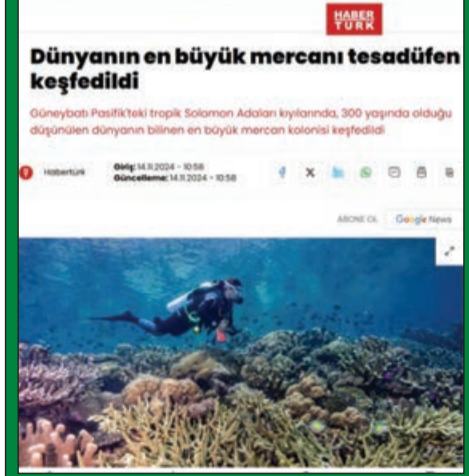 HABER
TURK
Dünyanın en büyük mercanı tesadüfen
keşfedildi
Güneybatı Pasifik'teki tropik Solomon Adaları kıyılarında, 300 yaşında olduğu
düşünülen dünyanın bilinen en büyük mercan kolonisi keşfedildi
Habertürk
Giriş: 14.11.2024 - 10:58
Güncelleme: 14.11.2024 - 10:58
ABONE OL Google News